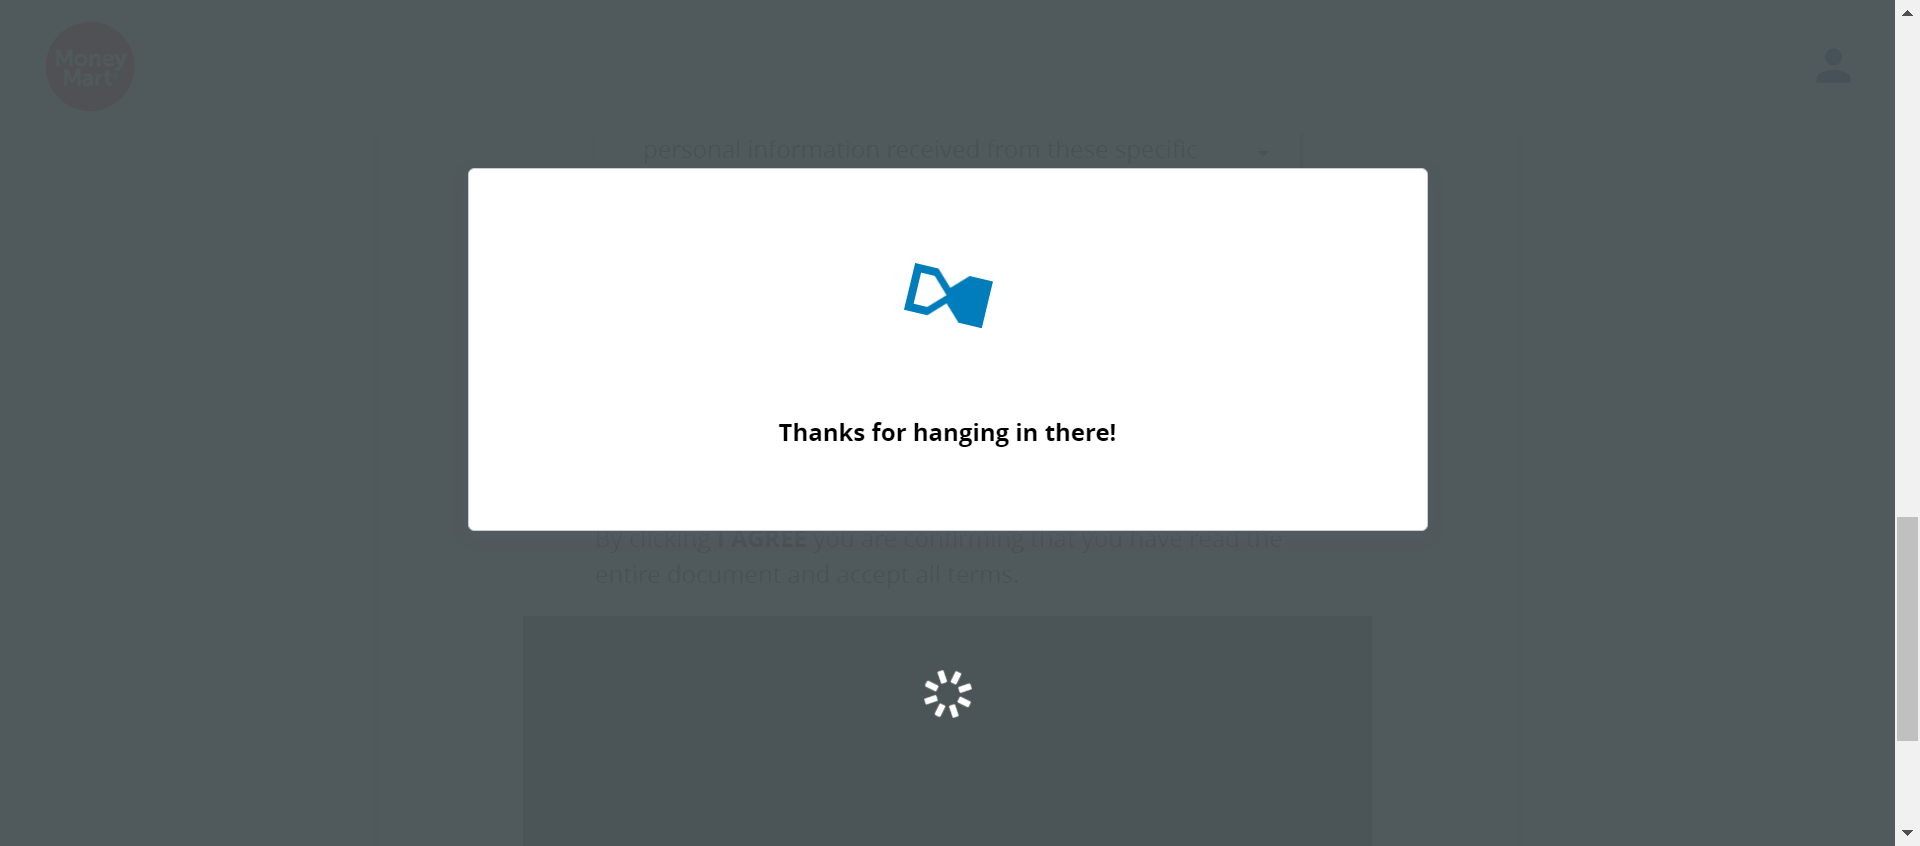 Money
Mart
personal information received from these specific
Thanks for hanging in there!
By clicking I AGREE you are confirming that you have read the
entire document and accept all terms.